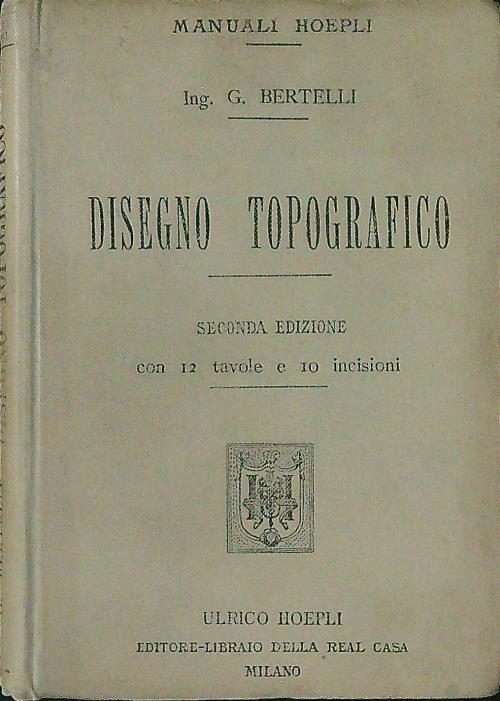 MANUALI HOEPLI
Ing. G. BERTELLI
DISEGNO TOPOGRAFICO
SECONDA EDIZIONE
con 12 tavole e 10 incisioni
ULRICO HOEPLI
EDITORE-LIBRAIO DELLA REAL CASA
MILANO
TOPOGRAFICO